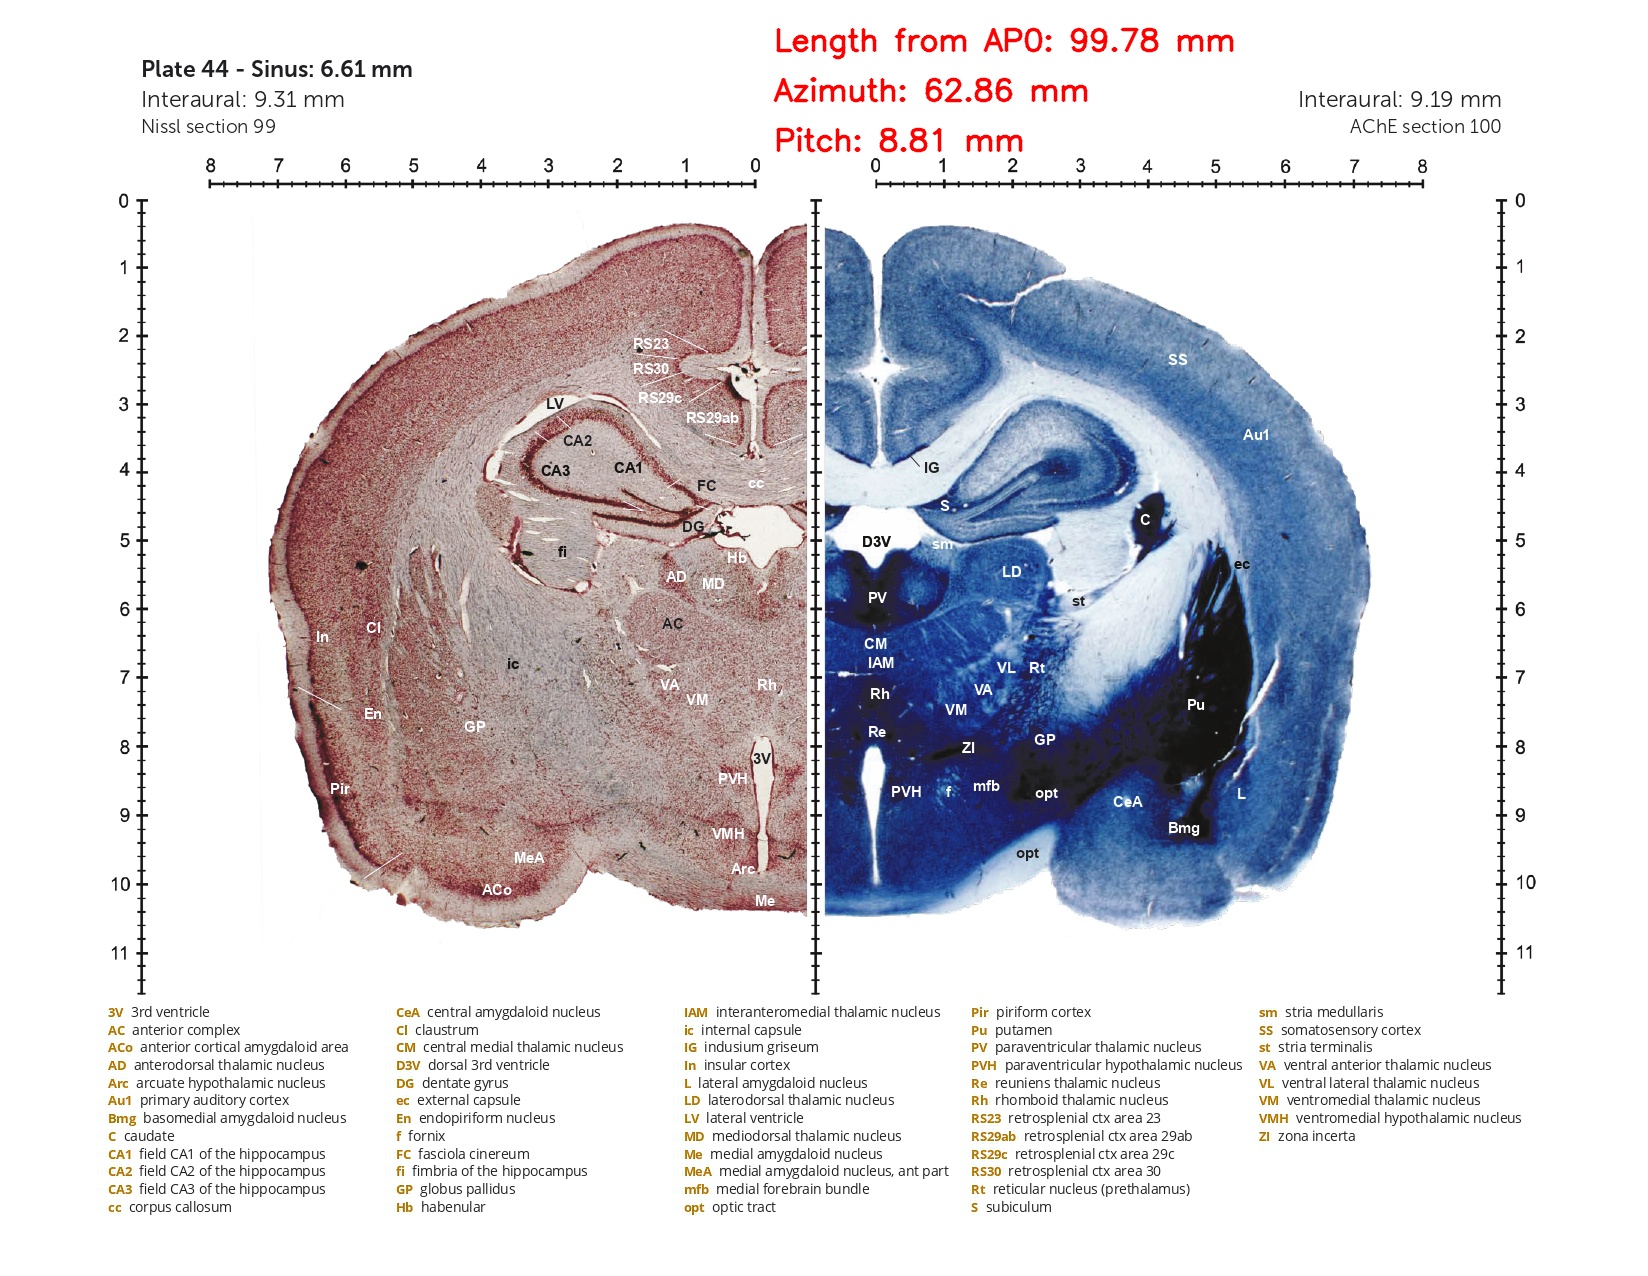 Length from AP0: 99.78 mm
Plate 44 - Sinus: 6.61 mm
Azimuth: 62.86 mm
Interaural: 9.31 mm
Interaural: 9.19 mm
Nissl section 99
AChE section 100
Pitch: 8.81 mm
8 7 6 5 4 3 2 1 0
0 1 2 3 4 5 6 7 8
0
1
2
3
4
5
6
7
8
9
10
11
RS23
RS30
RS29c
RS29ab
LV
CA2
CA3
CA1
FC
cc
DG
fi
Hb
AD
MD
AC
In
Cl
ic
VA
VM
Rh
En
GP
3V
PVH
Pir
VMH
MeA
Arc
ACo
Me
SS
Au1
IG
S
C
D3V
sm
LD
ec
PV
st
CM
IAM
VL
Rt
Rh
VA
VM
Pu
Re
ZI
GP
PVH
f
mfb
opt
CeA
L
Bmg
opt
0
1
2
3
4
5
6
7
8
9
10
11
3V 3rd ventricle
AC anterior complex
ACo anterior cortical amygdaloid area
AD anterodorsal thalamic nucleus
Arc arcuate hypothalamic nucleus
Au1 primary auditory cortex
Bmg basomedial amygdaloid nucleus
C caudate
CA1 field CA1 of the hippocampus
CA2 field CA2 of the hippocampus
CA3 field CA3 of the hippocampus
cc corpus callosum
CeA central amygdaloid nucleus
Cl claustrum
CM central medial thalamic nucleus
D3V dorsal 3rd ventricle
DG dentate gyrus
ec external capsule
En endopiriform nucleus
f fornix
FC fasciola cinereum
fi fimbria of the hippocampus
GP globus pallidus
Hb habenular
IAM interanteromedial thalamic nucleus
ic internal capsule
IG indusium griseum
In insular cortex
L lateral amygdaloid nucleus
LD laterodorsal thalamic nucleus
LV lateral ventricle
MD mediodorsal thalamic nucleus
Me medial amygdaloid nucleus
MeA medial amygdaloid nucleus, ant part
mfb medial forebrain bundle
opt optic tract
Pir piriform cortex
Pu putamen
PV paraventricular thalamic nucleus
PVH paraventricular hypothalamic nucleus
Re reuniens thalamic nucleus
Rh rhomboid thalamic nucleus
RS23 retrosplenial ctx area 23
RS29ab retrosplenial ctx area 29ab
RS29c retrosplenial ctx area 29c
RS30 retrosplenial ctx area 30
Rt reticular nucleus (prethalamus)
S subiculum
sm stria medullaris
SS somatosensory cortex
st stria terminalis
VA ventral anterior thalamic nucleus
VL ventral lateral thalamic nucleus
VM ventromedial thalamic nucleus
VMH ventromedial hypothalamic nucleus
ZI zona incerta